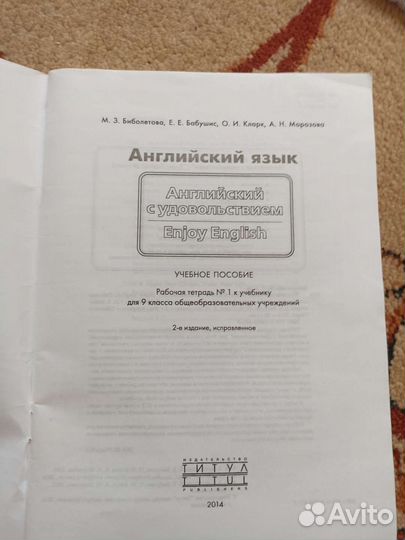 М. З. Биболетова, Е. Е. Бабушис, О. И. Кларк, А. Н. Морозова
Английский язык
Английский
с удовольствием
Enjoy English
УЧЕБНОЕ ПОСОБИЕ
Рабочая тетрадь № 1 к учебнику
для 9 класса общеобразовательных учреждений
2-е издание, исправленное
ИЗДАТЕЛЬСТВО
ТИТУЛ
TITUL
PUBLISHERS
2014
Avito